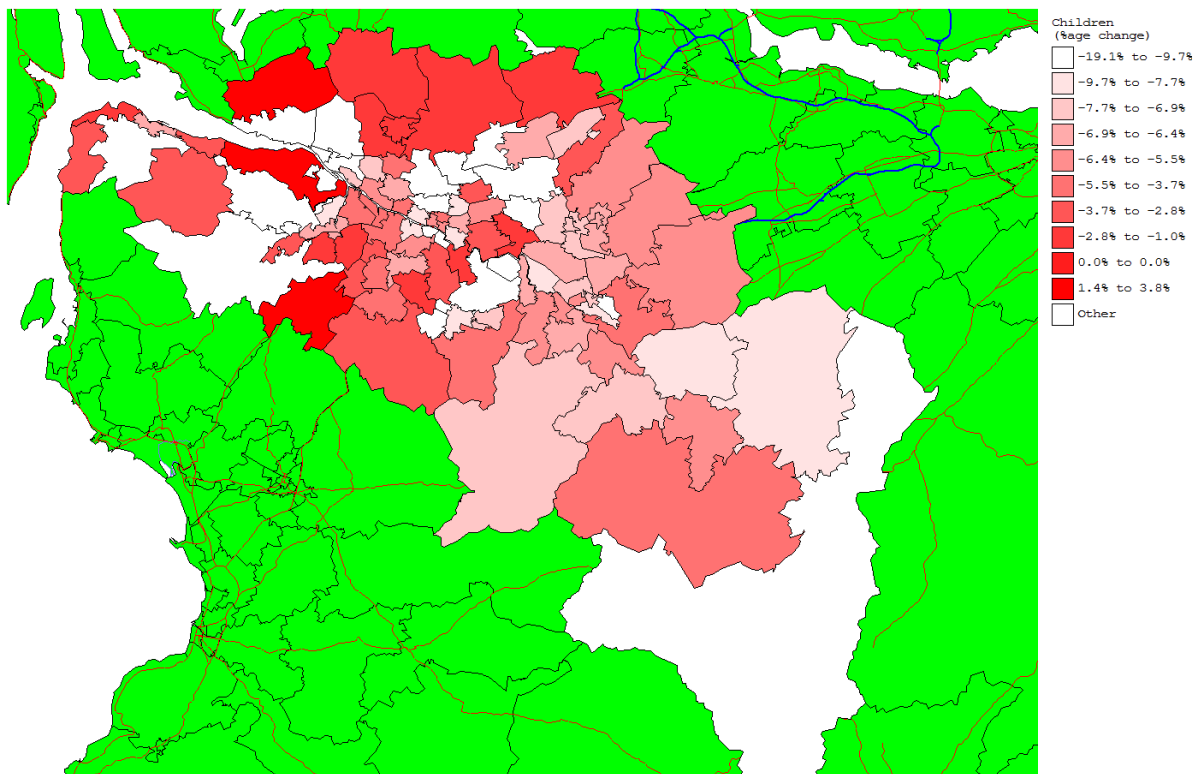 Children
(%age change)
-19.1% to -9.7%
-9.7% to -7.7%
-7.7% to -6.9%
-6.9% to -6.4%
-6.4% to -5.5%
-5.5% to -3.7%
-3.7% to -2.8%
-2.8% to -1.0%
0.0% to 0.0%
1.4% to 3.8%
Other